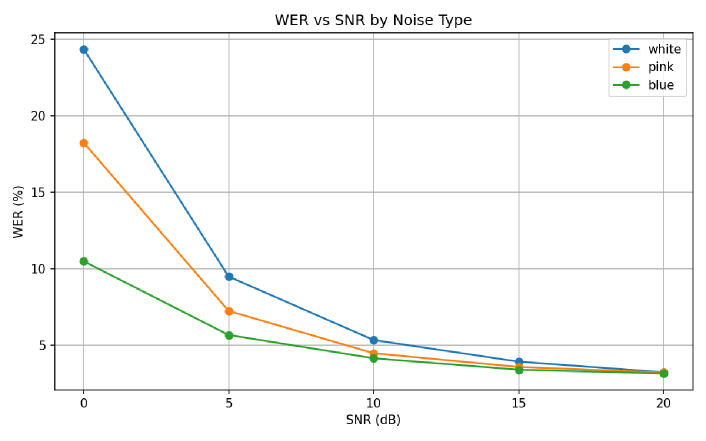 WER vs SNR by Noise Type
25
20
15
10
5
WER (%)
white
pink
blue
0 5 10 15 20
SNR (dB)